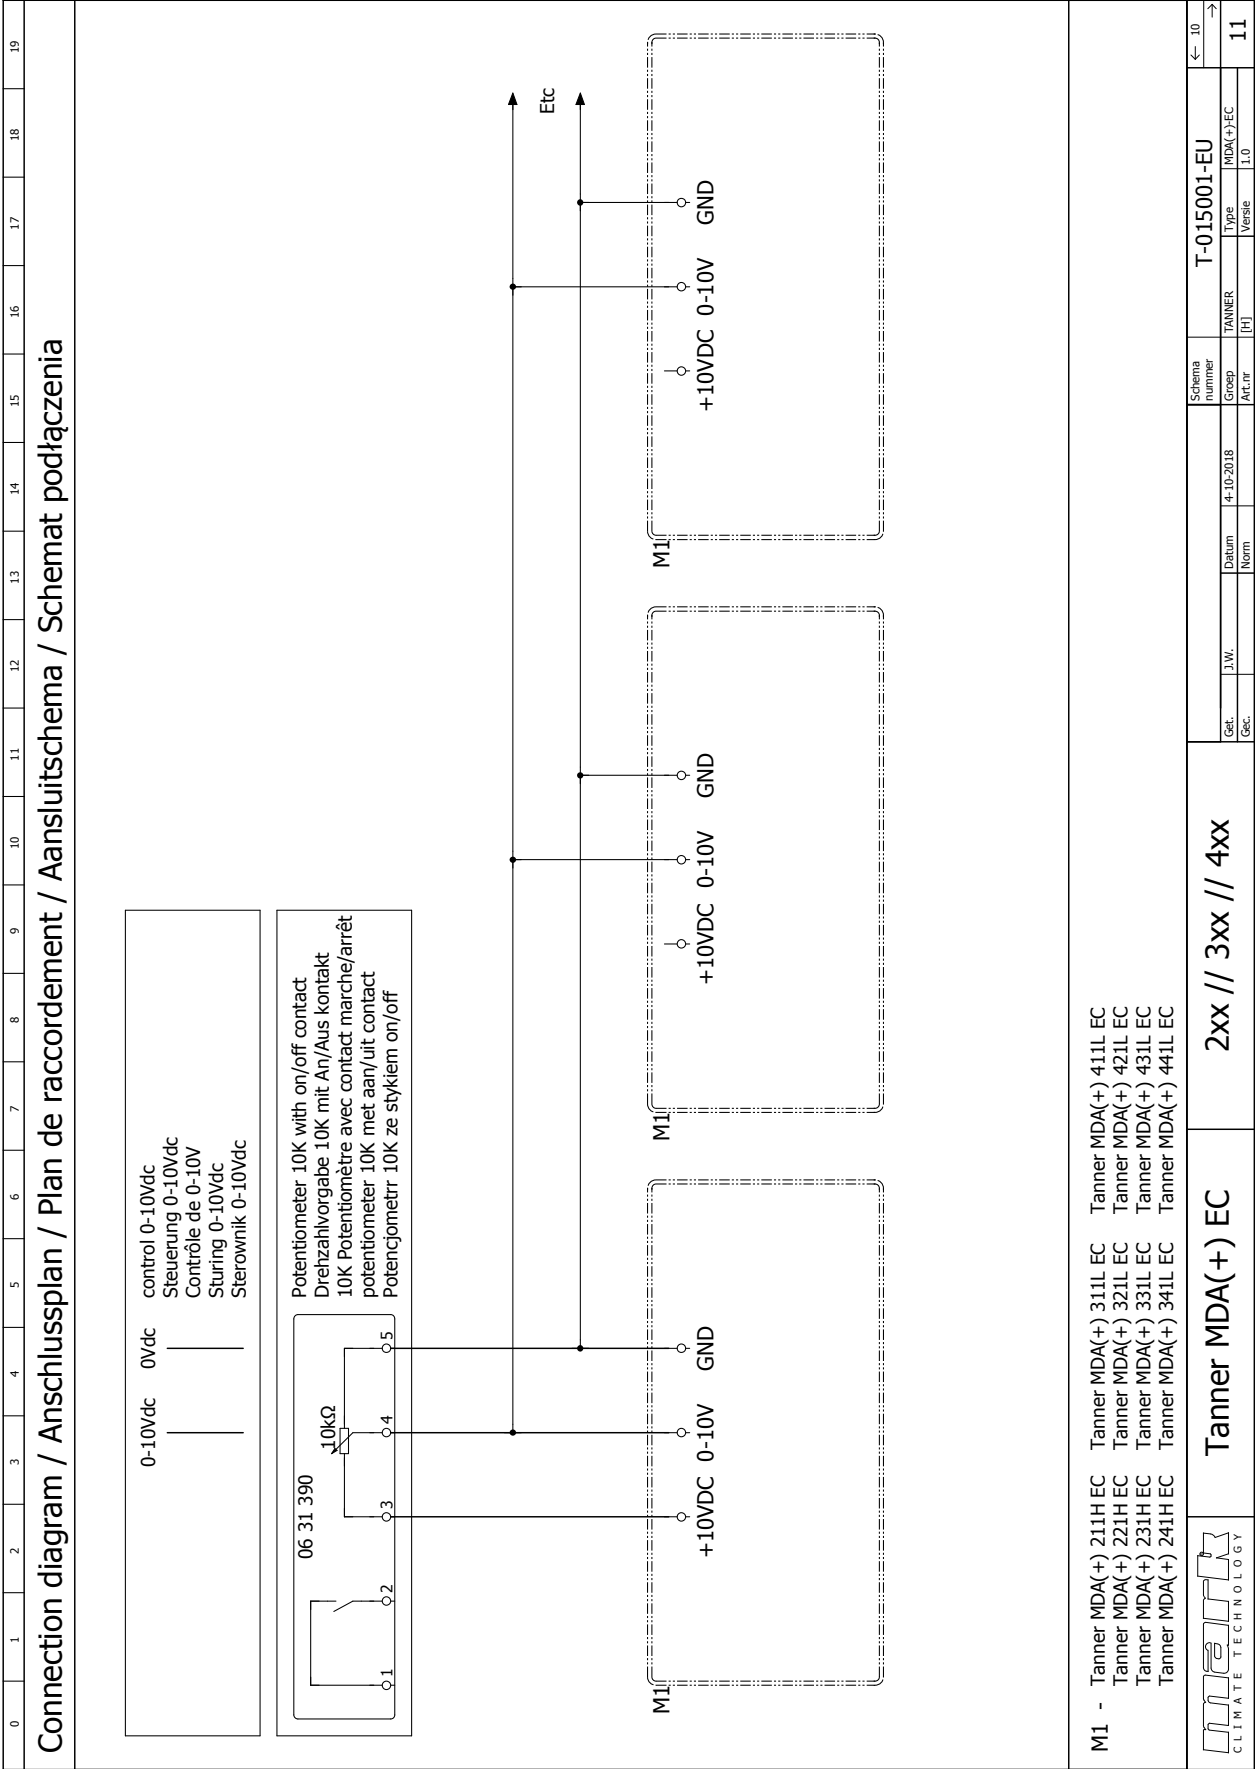 0 1 2 3 4 5 6 7 8 9 10 11 12 13 14 15 16 17 18 19
Connection diagram / Anschlussplan / Plan de raccordement / Aansluitschema / Schemat podłączenia
0-10Vdc 0Vdc
control 0-10Vdc
Steuerung 0-10Vdc
Contrôle de 0-10V
Sturing 0-10Vdc
Sterownik 0-10Vdc
06 31 390
10kΩ
1 2 3 4 5
Potentiometer 10K with on/off contact
Drehzahlvorgabe 10K mit An/Aus kontakt
10K Potentiomètre avec contact marche/arrêt
potentiometer 10K met aan/uit contact
Potencjometrr 10K ze stykiem on/off
Etc
M1
+10VDC 0-10V GND
M1
+10VDC 0-10V GND
M1
+10VDC 0-10V GND
M1 - Tanner MDA(+) 211H EC Tanner MDA(+) 311L EC Tanner MDA(+) 411L EC
Tanner MDA(+) 221H EC Tanner MDA(+) 321L EC Tanner MDA(+) 421L EC
Tanner MDA(+) 231H EC Tanner MDA(+) 331L EC Tanner MDA(+) 431L EC
Tanner MDA(+) 241H EC Tanner MDA(+) 341L EC Tanner MDA(+) 441L EC
mark
CLIMATE TECHNOLOGY
Tanner MDA(+) EC
2xx // 3xx // 4xx
Schema
nummer
T-015001-EU
← 10
→
Get. J.W. Datum 4-10-2018 Groep TANNER Type MDA(+)-EC
Gec. Norm Art.nr [H] Versie 1.0
11